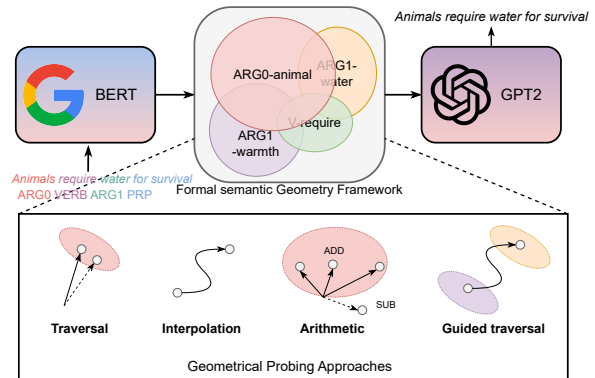 Animals require water for survival
BERT
ARG0-animal
ARG1-
water
V-require
ARG1
-warmth
GPT2
Animals require water for survival
ARG0 VERB ARG1 PRP
Formal semantic Geometry Framework
ADD
SUB
Traversal
Interpolation
Arithmetic
Guided traversal
Geometrical Probing Approaches